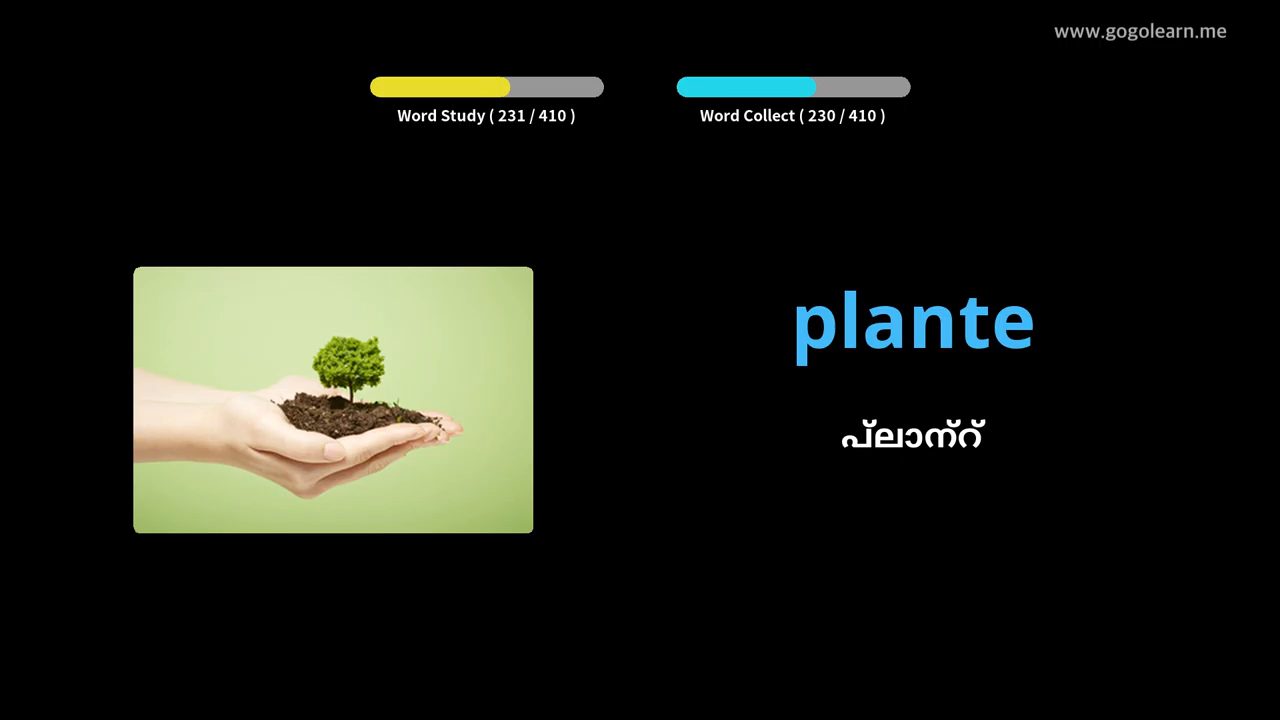 www.gogolearn.me
Word Study ( 231 / 410 )
Word Collect ( 230 / 410 )
plante
പ്ലാന്റ്